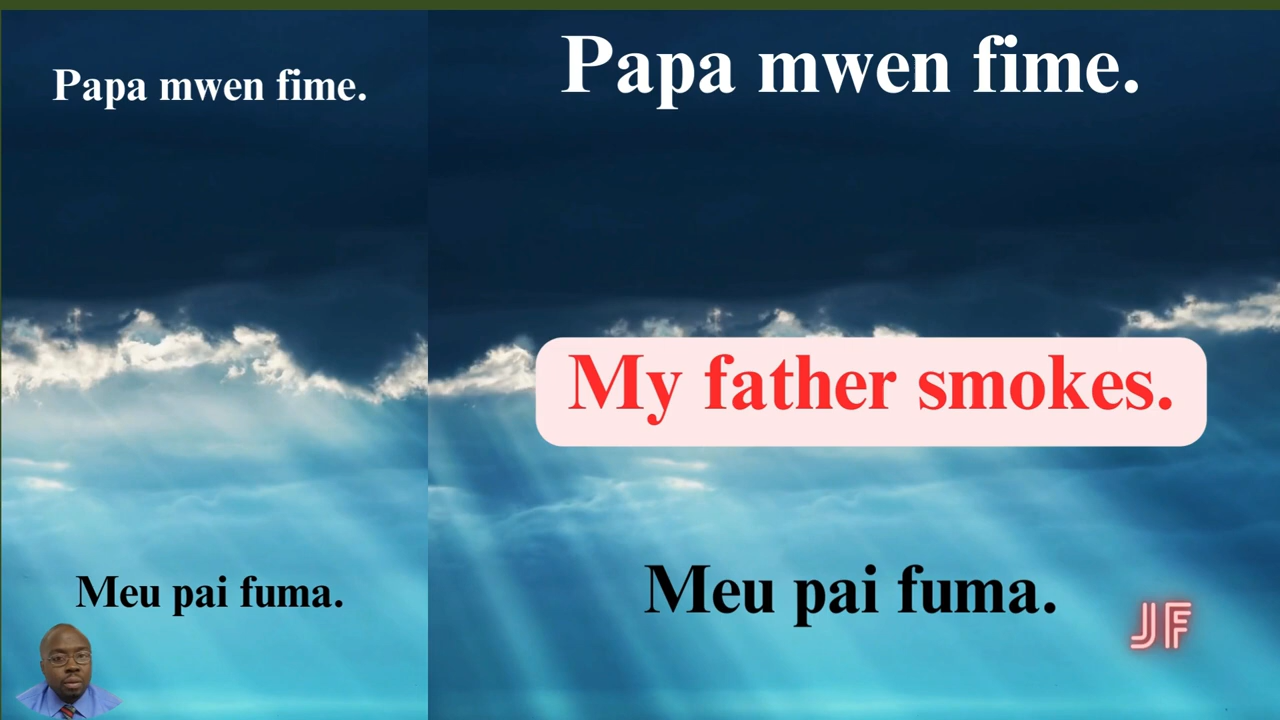 Papa mwen fime.
Meu pai fuma.
Papa mwen fime.
My father smokes.
Meu pai fuma.
JF